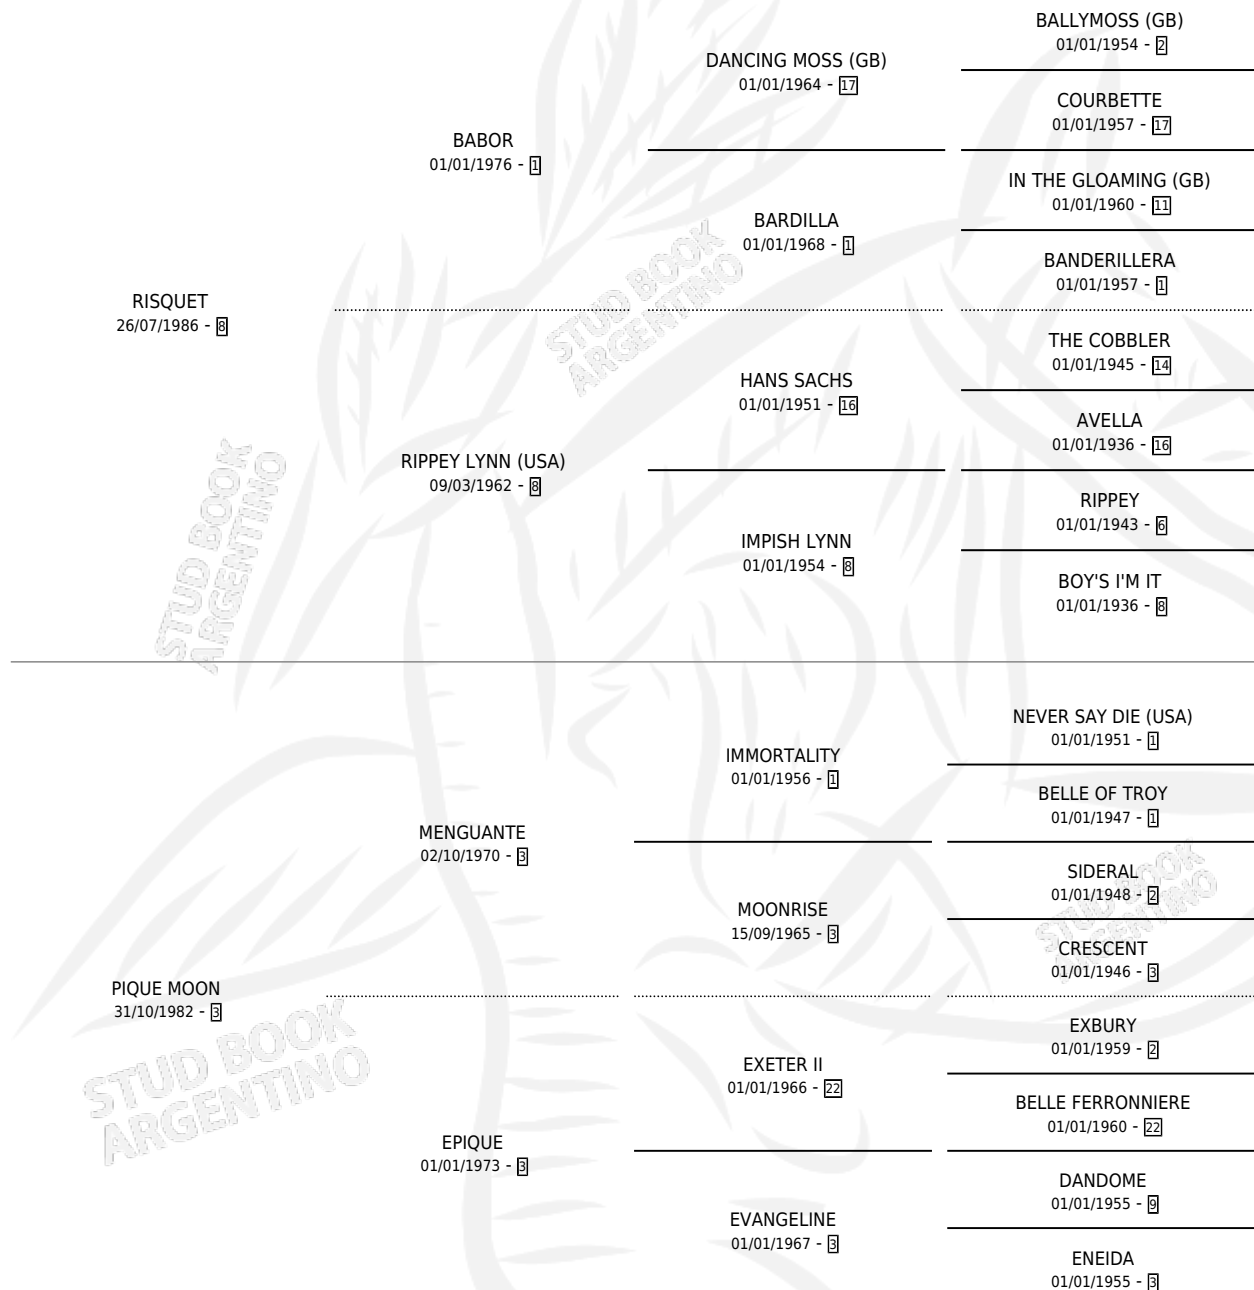 BALLYMOSS (GB)
01/01/1954 - 2
DANCING MOSS (GB)
01/01/1964 - 17
COURBETTE
01/01/1957 - 17
BABOR
01/01/1976 - 1
IN THE GLOAMING (GB)
01/01/1960 - 11
BARDILLA
01/01/1968 - 1
BANDERILLERA
01/01/1957 - 1
RISQUET
26/07/1986 - 8
THE COBBLER
01/01/1945 - 14
HANS SACHS
01/01/1951 - 16
AVELLA
01/01/1936 - 16
RIPPEY LYNN (USA)
09/03/1962 - 8
RIPPEY
01/01/1943 - 6
IMPISH LYNN
01/01/1954 - 8
BOY'S I'M IT
01/01/1936 - 8
STUD BOOK
ARGENTINO
STUD BOOK
ARGENTINO
NEVER SAY DIE (USA)
01/01/1951 - 1
IMMORTALITY
01/01/1956 - 1
BELLE OF TROY
01/01/1947 - 1
MENGUANTE
02/10/1970 - 3
SIDERAL
01/01/1948 - 2
MOONRISE
15/09/1965 - 3
CRESCENT
01/01/1946 - 3
PIQUE MOON
31/10/1982 - 3
EXBURY
01/01/1959 - 2
EXETER II
01/01/1966 - 22
BELLE FERRONNIERE
01/01/1960 - 22
EPIQUE
01/01/1973 - 3
DANDOME
01/01/1955 - 9
EVANGELINE
01/01/1967 - 3
ENEIDA
01/01/1955 - 3
STUD BOOK
ARGENTINO
STUD BOOK
ARGENTINO